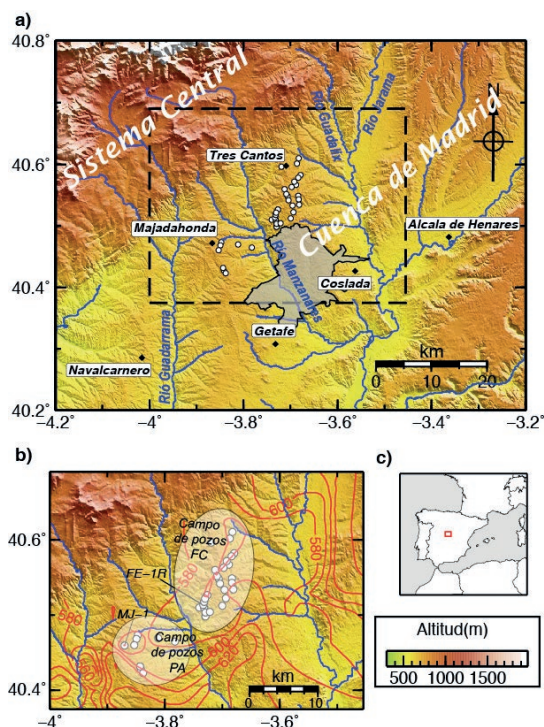 a)
40.8°
40.6°
40.4°
40.2°
Sistema Central
Cuenca de Madrid
Río Guadalix
Río Jarama
Tres Cantos
Majadahonda
Alcala de Henares
Río Manzanares
Coslada
Getafe
Navalcarnero
Río Guadarrama
km
0 10 20
−4.2 −4 −3.8 −3.6 −3.4 −3.2
b)
40.6°
40.4°
Campo
de pozos
FC
FE−1R
MJ−1
Campo
de pozos
PA
600
580
580
560
600
km
0 10
−4 −3.8 −3.6
c)
Altitud(m)
500 1000 1500